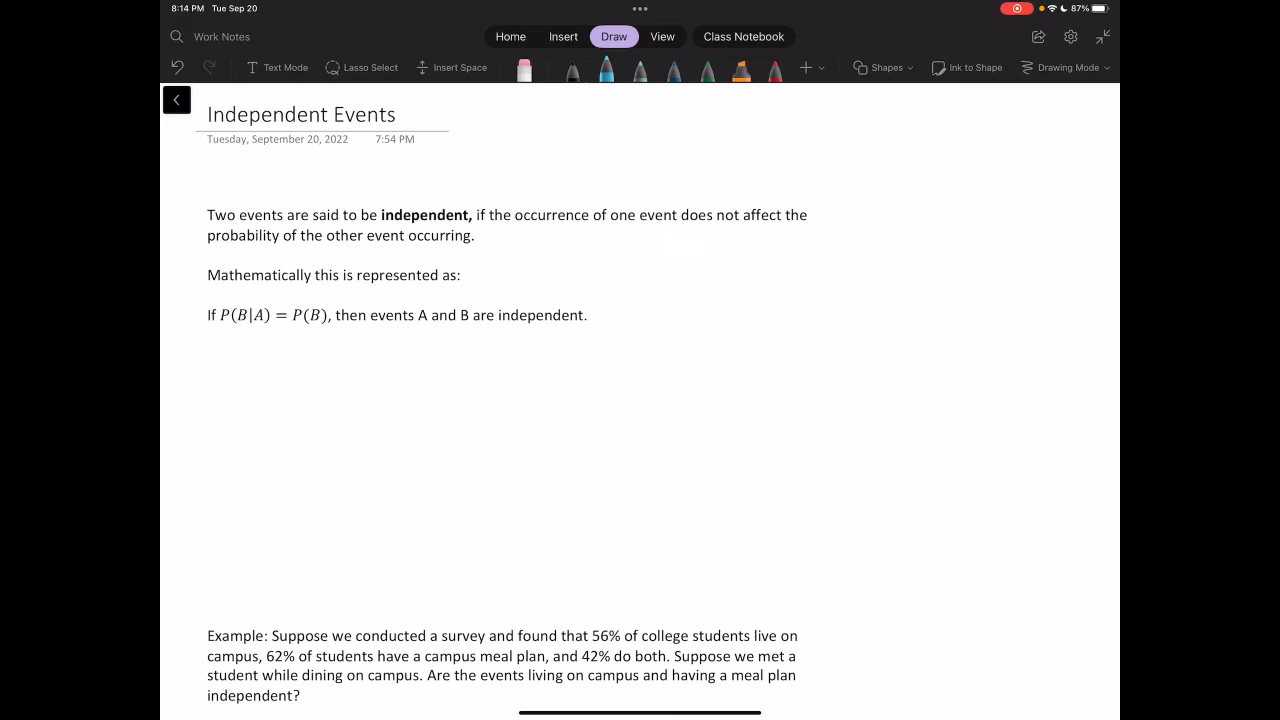 8:14 PM Tue Sep 20
87%
Work Notes
Home Insert Draw View Class Notebook
Text Mode Lasso Select Insert Space Shapes Ink to Shape Drawing Mode
Independent Events
Tuesday, September 20, 2022 7:54 PM
Two events are said to be independent, if the occurrence of one event does not affect the
probability of the other event occurring.
Mathematically this is represented as:
If P(B|A) = P(B), then events A and B are independent.
Example: Suppose we conducted a survey and found that 56% of college students live on
campus, 62% of students have a campus meal plan, and 42% do both. Suppose we met a
student while dining on campus. Are the events living on campus and having a meal plan
independent?